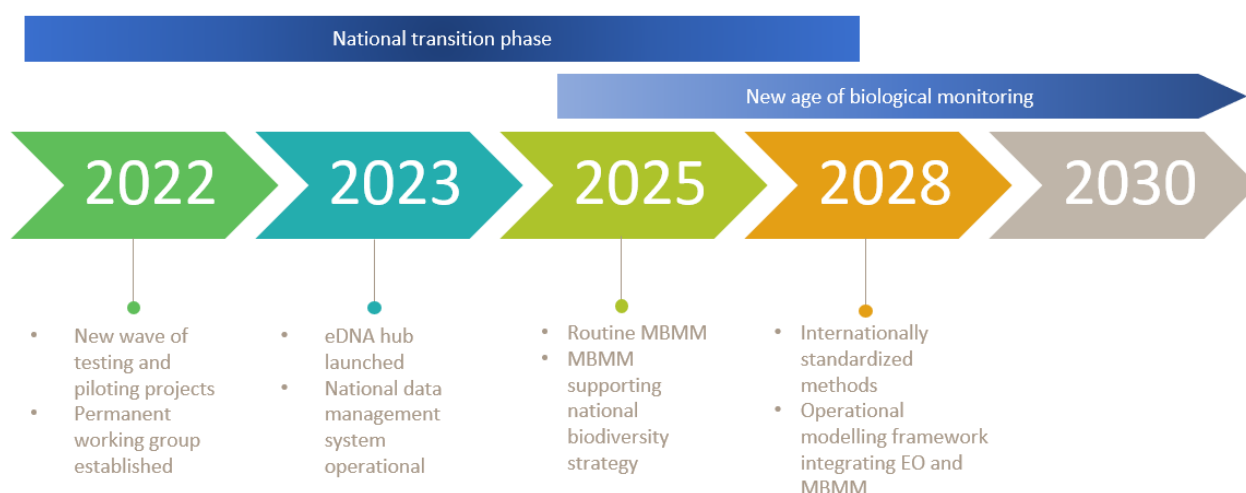 National transition phase
New age of biological monitoring
2022
2023
2025
2028
2030
• New wave of
testing and
piloting projects
• Permanent
working group
established
• eDNA hub
launched
• National data
management
system
operational
• Routine MBMM
• MBMM
supporting
national
biodiversity
strategy
• Internationally
standardized
methods
• Operational
modelling framework
integrating EO and
MBMM